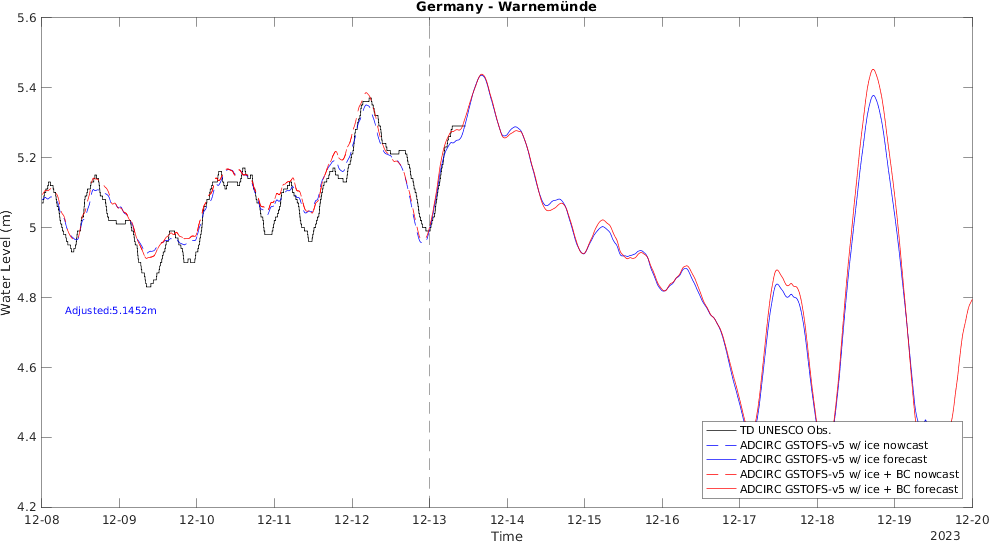 Germany - Warnemünde
5.6
5.4
5.2
5
4.8
4.6
4.4
4.2
Water Level (m)
Adjusted:5.1452m
TD UNESCO Obs.
ADCIRC GSTOFS-v5 w/ ice nowcast
ADCIRC GSTOFS-v5 w/ ice forecast
ADCIRC GSTOFS-v5 w/ ice + BC nowcast
ADCIRC GSTOFS-v5 w/ ice + BC forecast
12-08 12-09 12-10 12-11 12-12 12-13 12-14 12-15 12-16 12-17 12-18 12-19 12-20
Time
2023